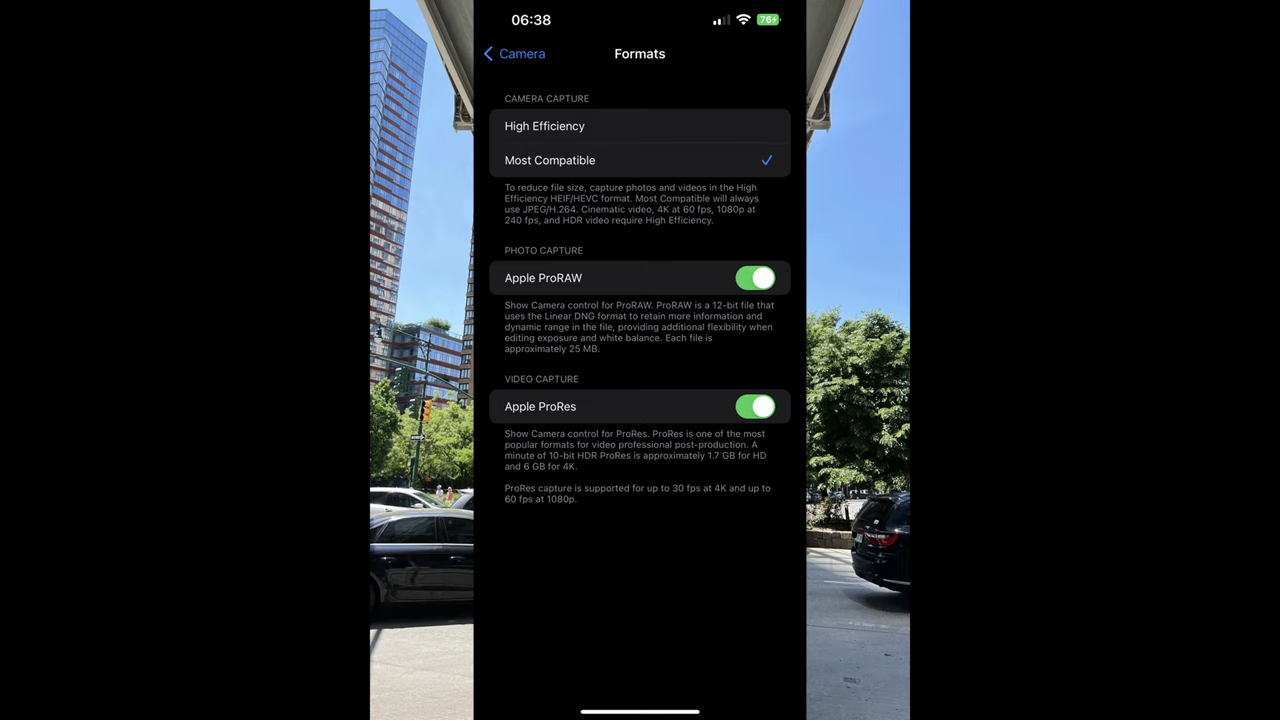 06:38
76+
Camera
Formats
CAMERA CAPTURE
High Efficiency
Most Compatible
To reduce file size, capture photos and videos in the High
Efficiency HEIF/HEVC format. Most Compatible will always
use JPEG/H.264. Cinematic video, 4K at 60 fps, 1080p at
240 fps, and HDR video require High Efficiency.
PHOTO CAPTURE
Apple ProRAW
Show Camera control for ProRAW. ProRAW is a 12-bit file that
uses the Linear DNG format to retain more information and
dynamic range in the file, providing additional flexibility when
editing exposure and white balance. Each file is
approximately 25 MB.
VIDEO CAPTURE
Apple ProRes
Show Camera control for ProRes. ProRes is one of the most
popular formats for video professional post-production. A
minute of 10-bit HDR ProRes is approximately 1.7 GB for HD
and 6 GB for 4K.
ProRes capture is supported for up to 30 fps at 4K and up to
60 fps at 1080p.